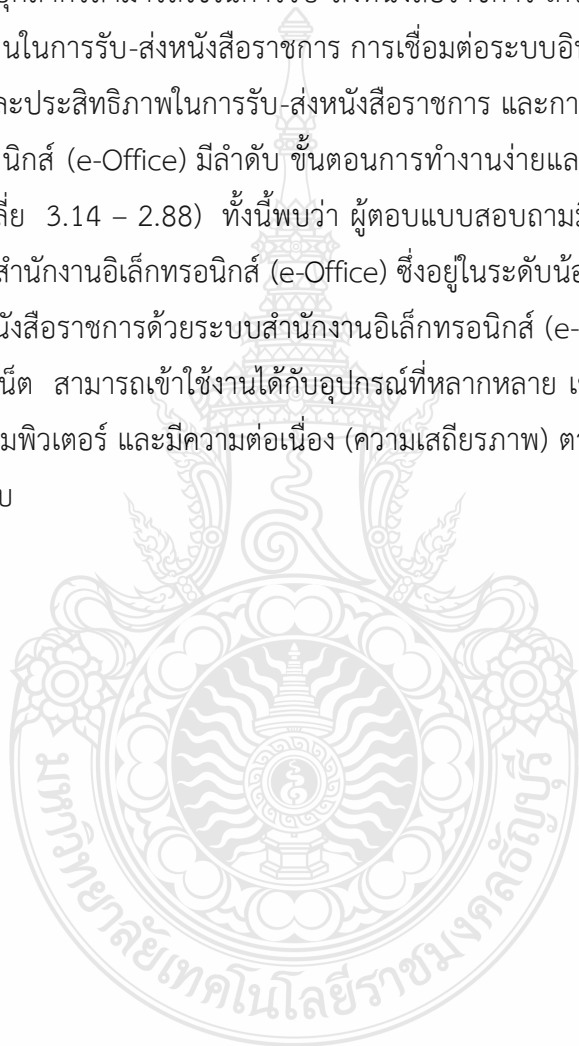 นในการรับ-ส่งหนังสือราชการ การเชื่อมต่อระบบอิน
ละประสิทธิภาพในการรับ-ส่งหนังสือราชการ และกา
นิกส์ (e-Office) มีลำดับ ขั้นตอนการทำงานง่ายแล
ลี่ย 3.14 – 2.88) ทั้งนี้พบว่า ผู้ตอบแบบสอบถามมี
สำนักงานอิเล็กทรอนิกส์ (e-Office) ซึ่งอยู่ในระดับน้อ
นังสือราชการด้วยระบบสำนักงานอิเล็กทรอนิกส์ (e-
น็ต สามารถเข้าใช้งานได้กับอุปกรณ์ที่หลากหลาย เ
มพิวเตอร์ และมีความต่อเนื่อง (ความเสถียรภาพ) ต
บ
มหาวิทยาลัยเทคโนโลยีราชมงคลธัญบุรี